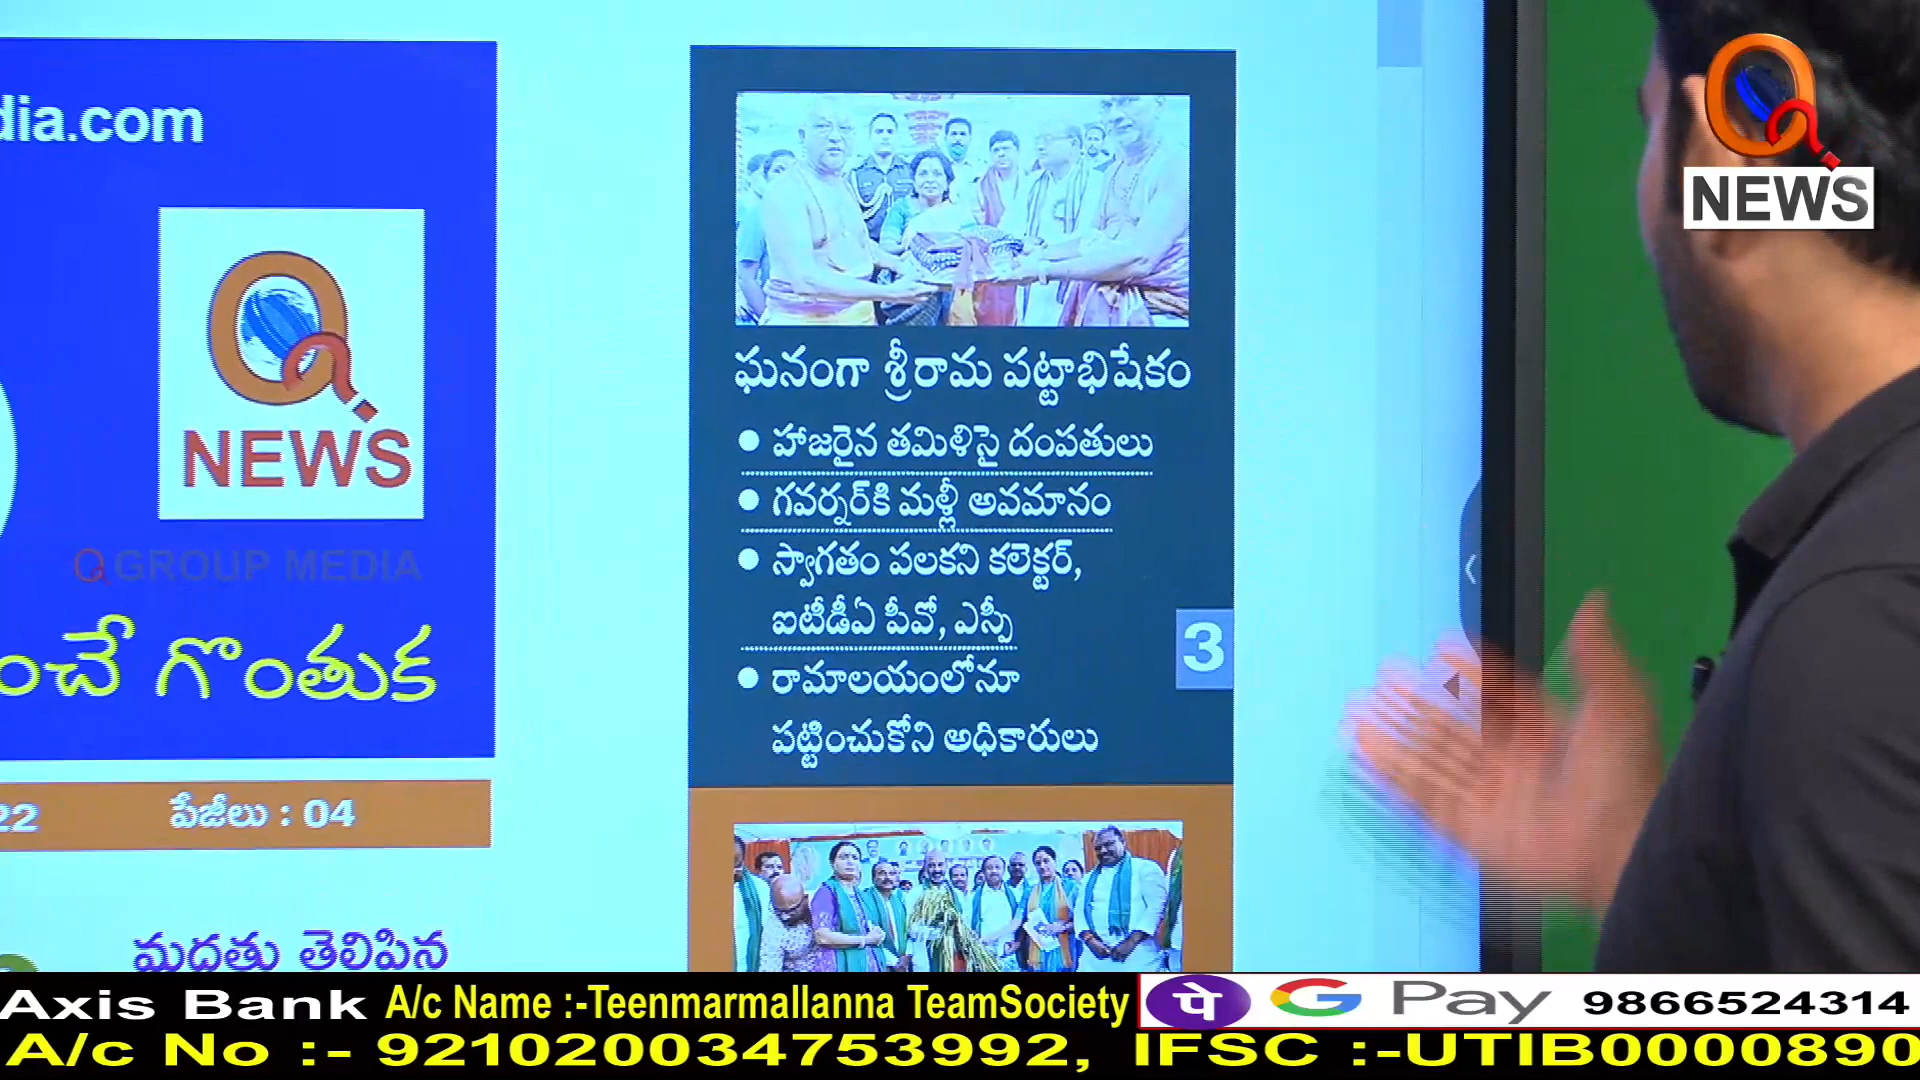 dia.com
NEWS
Q GROUP MEDIA
ంచే గొంతుక
22
పేజీలు : 04
మద్దతు తెలిపిన
ఘనంగా శ్రీరామ పట్టాభిషేకం
• హాజరైన తమిళిసై దంపతులు
• గవర్నర్‌కి మళ్లీ అవమానం
• స్వాగతం పలకని కలెక్టర్,
ఐటీడీఏ పీవో, ఎస్పీ
• రామాలయంలోనూ
పట్టించుకోని అధికారులు
3
NEWS
Axis Bank A/c Name :-Teenmarmallanna TeamSociety
పే G Pay 9866524314
A/c No :- 921020034753992, IFSC :-UTIB0000890